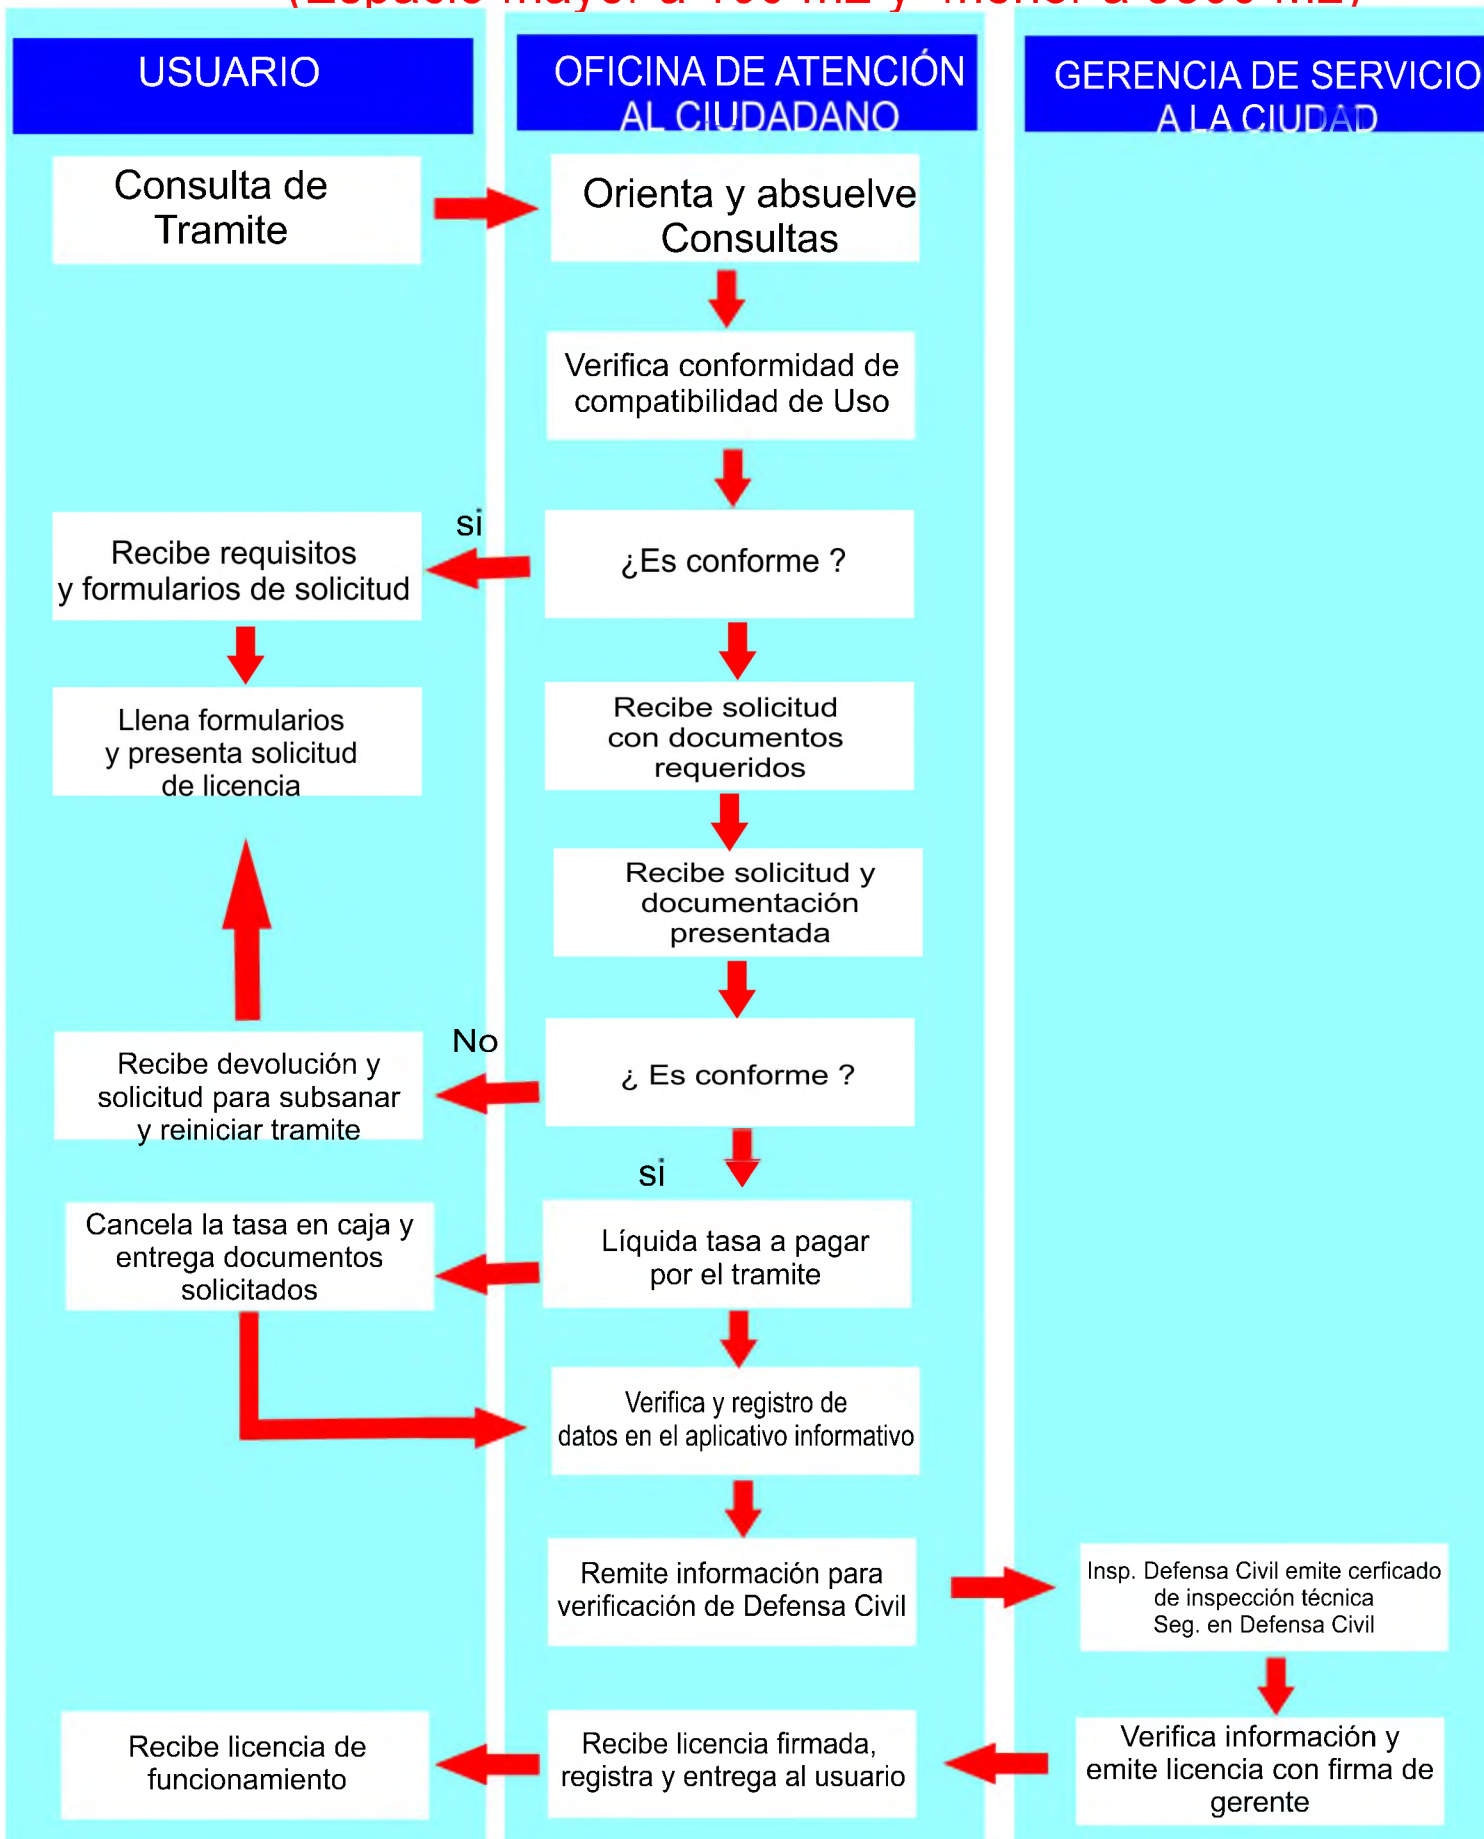 USUARIO
OFICINA DE ATENCIÓN
AL CIUDADANO
GERENCIA DE SERVICIO
A LA CIUDAD
Consulta de
Tramite
Orienta y absuelve
Consultas
Verifica conformidad de
compatibilidad de Uso
si
Recibe requisitos
y formularios de solicitud
¿Es conforme ?
Llena formularios
y presenta solicitud
de licencia
Recibe solicitud
con documentos
requeridos
Recibe solicitud y
documentación
presentada
No
Recibe devolución y
solicitud para subsanar
y reiniciar tramite
¿ Es conforme ?
si
Cancela la tasa en caja y
entrega documentos
solicitados
Líquida tasa a pagar
por el tramite
Verifica y registro de
datos en el aplicativo informativo
Remite información para
verificación de Defensa Civil
Insp. Defensa Civil emite cerficado
de inspección técnica
Seg. en Defensa Civil
Recibe licencia de
funcionamiento
Recibe licencia firmada,
registra y entrega al usuario
Verifica información y
emite licencia con firma de
gerente